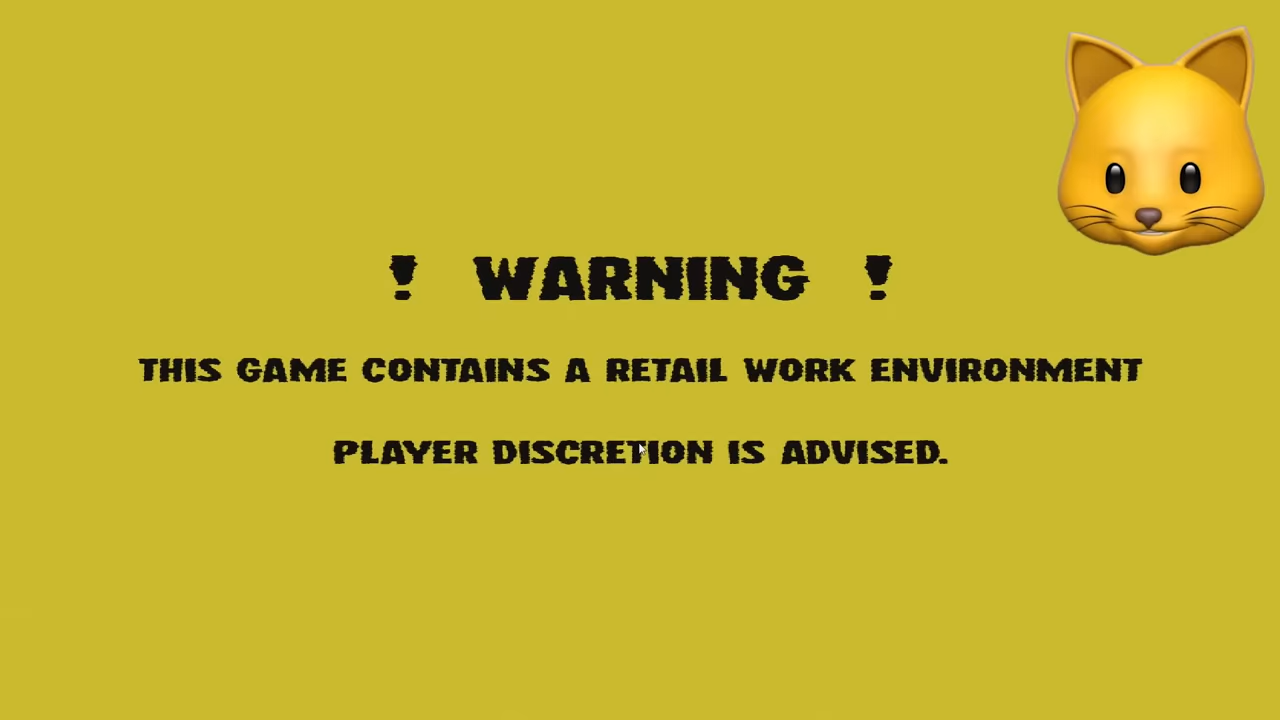 ! WARNING !
THIS GAME CONTAINS A RETAIL WORK ENVIRONMENT
PLAYER DISCRETION IS ADVISED.